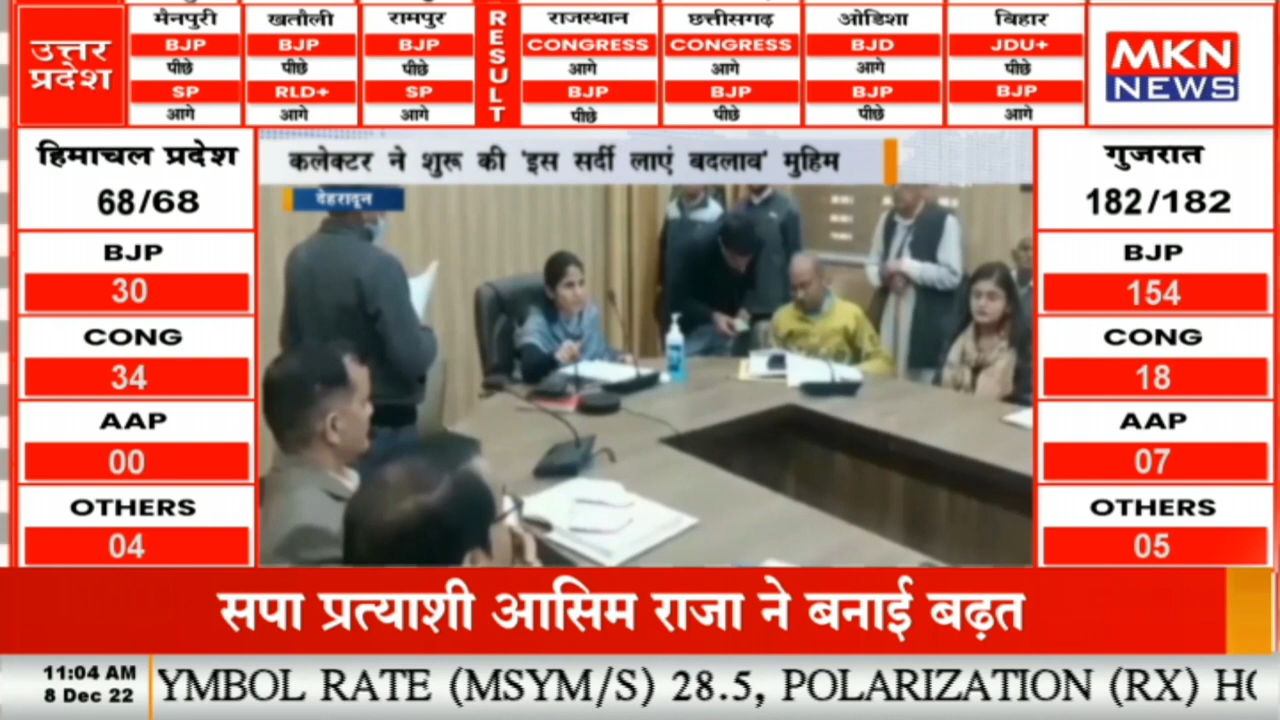 उत्तर
प्रदेश
मैनपुरी
BJP
पीछे
SP
आगे
खतौली
BJP
पीछे
RLD+
आगे
रामपुर
BJP
पीछे
SP
आगे
RESULT
राजस्थान
CONGRESS
आगे
BJP
पीछे
छत्तीसगढ़
CONGRESS
आगे
BJP
पीछे
ओडिशा
BJD
आगे
BJP
पीछे
बिहार
JDU+
पीछे
BJP
आगे
MKN
NEWS
हिमाचल प्रदेश
68/68
BJP
30
CONG
34
AAP
00
OTHERS
04
कलेक्टर ने शुरू की 'इस सर्दी लाएं बदलाव' मुहिम
देहरादून
गुजरात
182/182
BJP
154
CONG
18
AAP
07
OTHERS
05
सपा प्रत्याशी आसिम राजा ने बनाई बढ़त
11:04 AM
8 Dec 22
YMBOL RATE (MSYM/S) 28.5, POLARIZATION (RX) HO